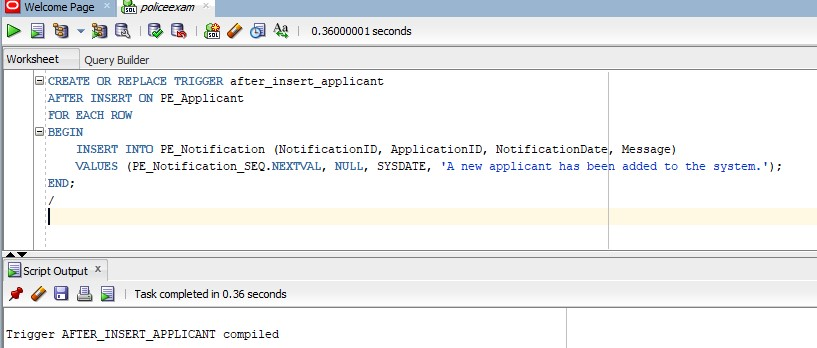 Welcome Page policeexam
0.36000001 seconds
Worksheet Query Builder
CREATE OR REPLACE TRIGGER after_insert_applicant
AFTER INSERT ON PE_Applicant
FOR EACH ROW
BEGIN
INSERT INTO PE_Notification (NotificationID, ApplicationID, NotificationDate, Message)
VALUES (PE_Notification_SEQ.NEXTVAL, NULL, SYSDATE, 'A new applicant has been added to the system.');
END;
/
Script Output x
Task completed in 0.36 seconds
Trigger AFTER_INSERT_APPLICANT compiled